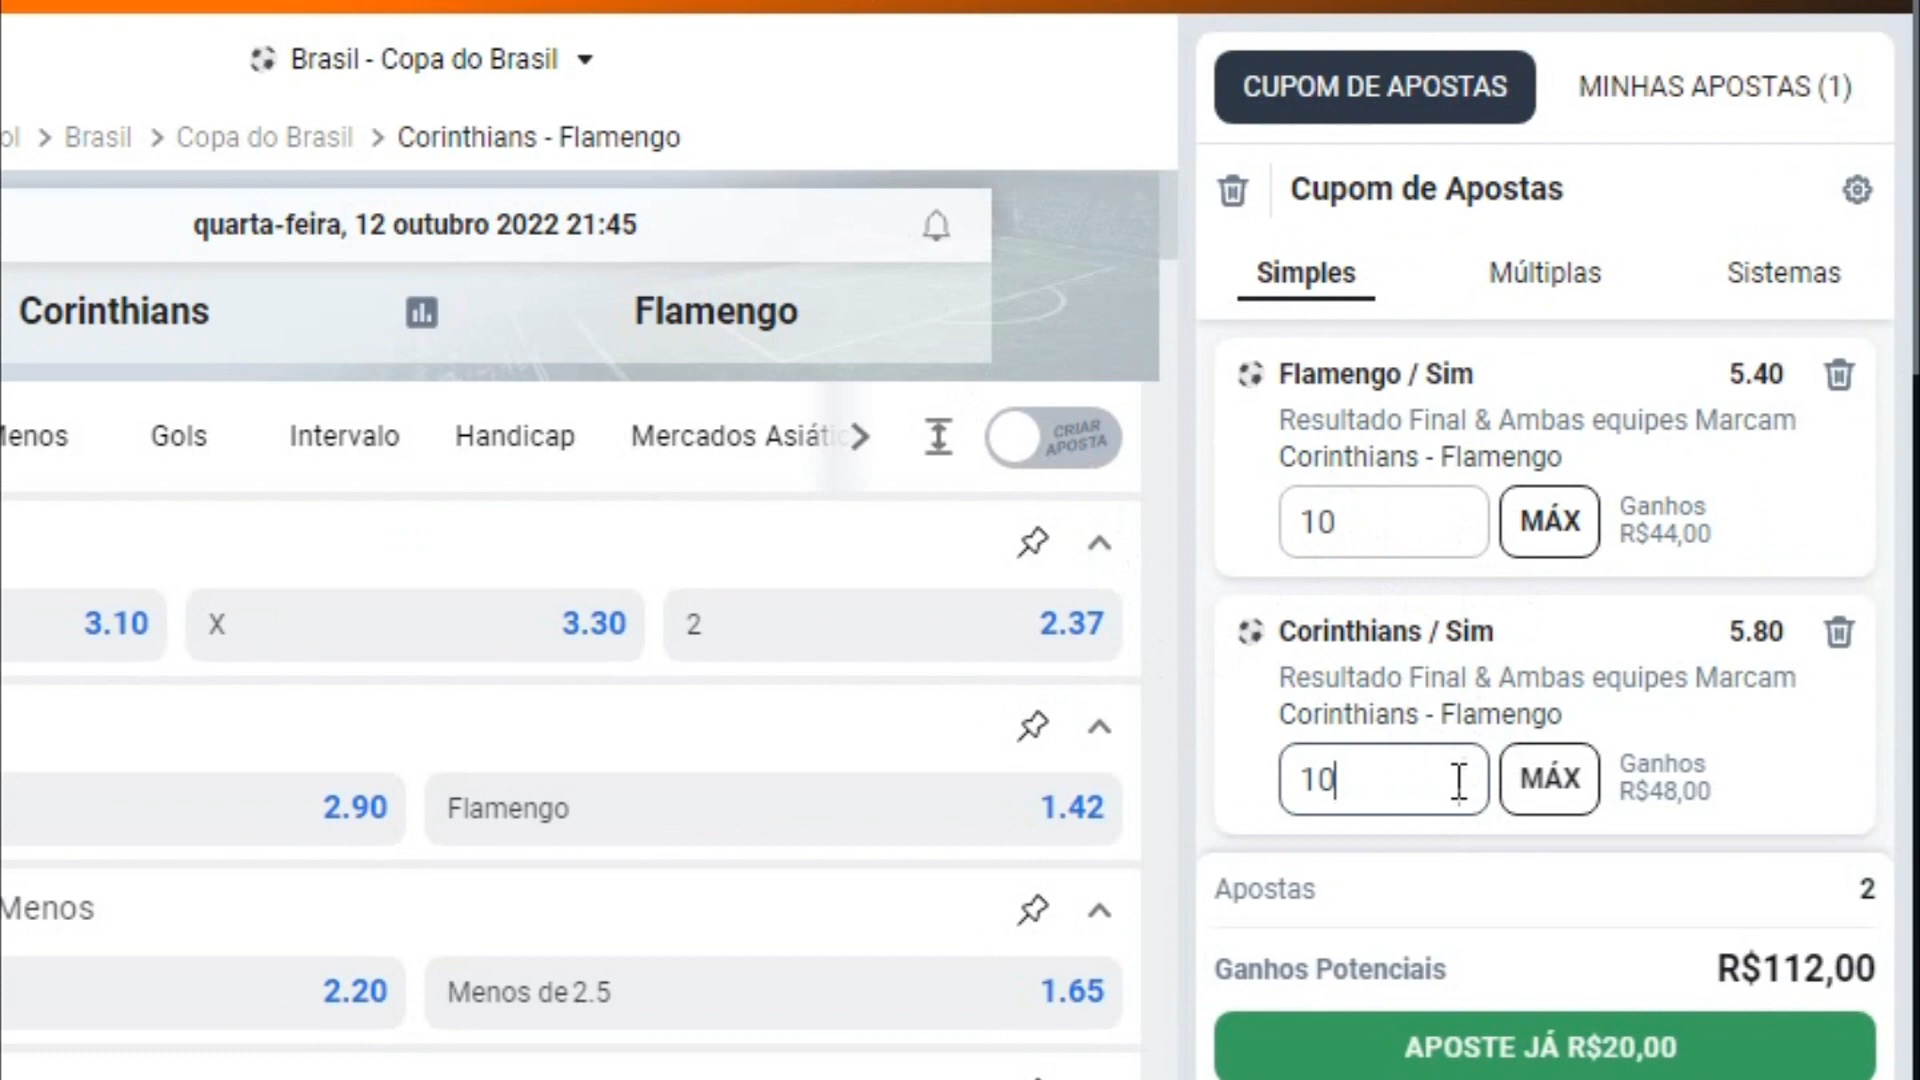 Brasil - Copa do Brasil
ol > Brasil > Copa do Brasil > Corinthians - Flamengo
quarta-feira, 12 outubro 2022 21:45
Corinthians
Flamengo
Menos Gols Intervalo Handicap Mercados Asiátic
CRIAR
APOSTA
3.10
X 3.30
2 2.37
2.90
Flamengo 1.42
Menos
2.20
Menos de 2.5 1.65
CUPOM DE APOSTAS
MINHAS APOSTAS (1)
Cupom de Apostas
Simples Múltiplas Sistemas
Flamengo / Sim 5.40
Resultado Final & Ambas equipes Marcam
Corinthians - Flamengo
10 MÁX
Ganhos
R$44,00
Corinthians / Sim 5.80
Resultado Final & Ambas equipes Marcam
Corinthians - Flamengo
10 MÁX
Ganhos
R$48,00
Apostas 2
Ganhos Potenciais R$112,00
APOSTE JÁ R$20,00